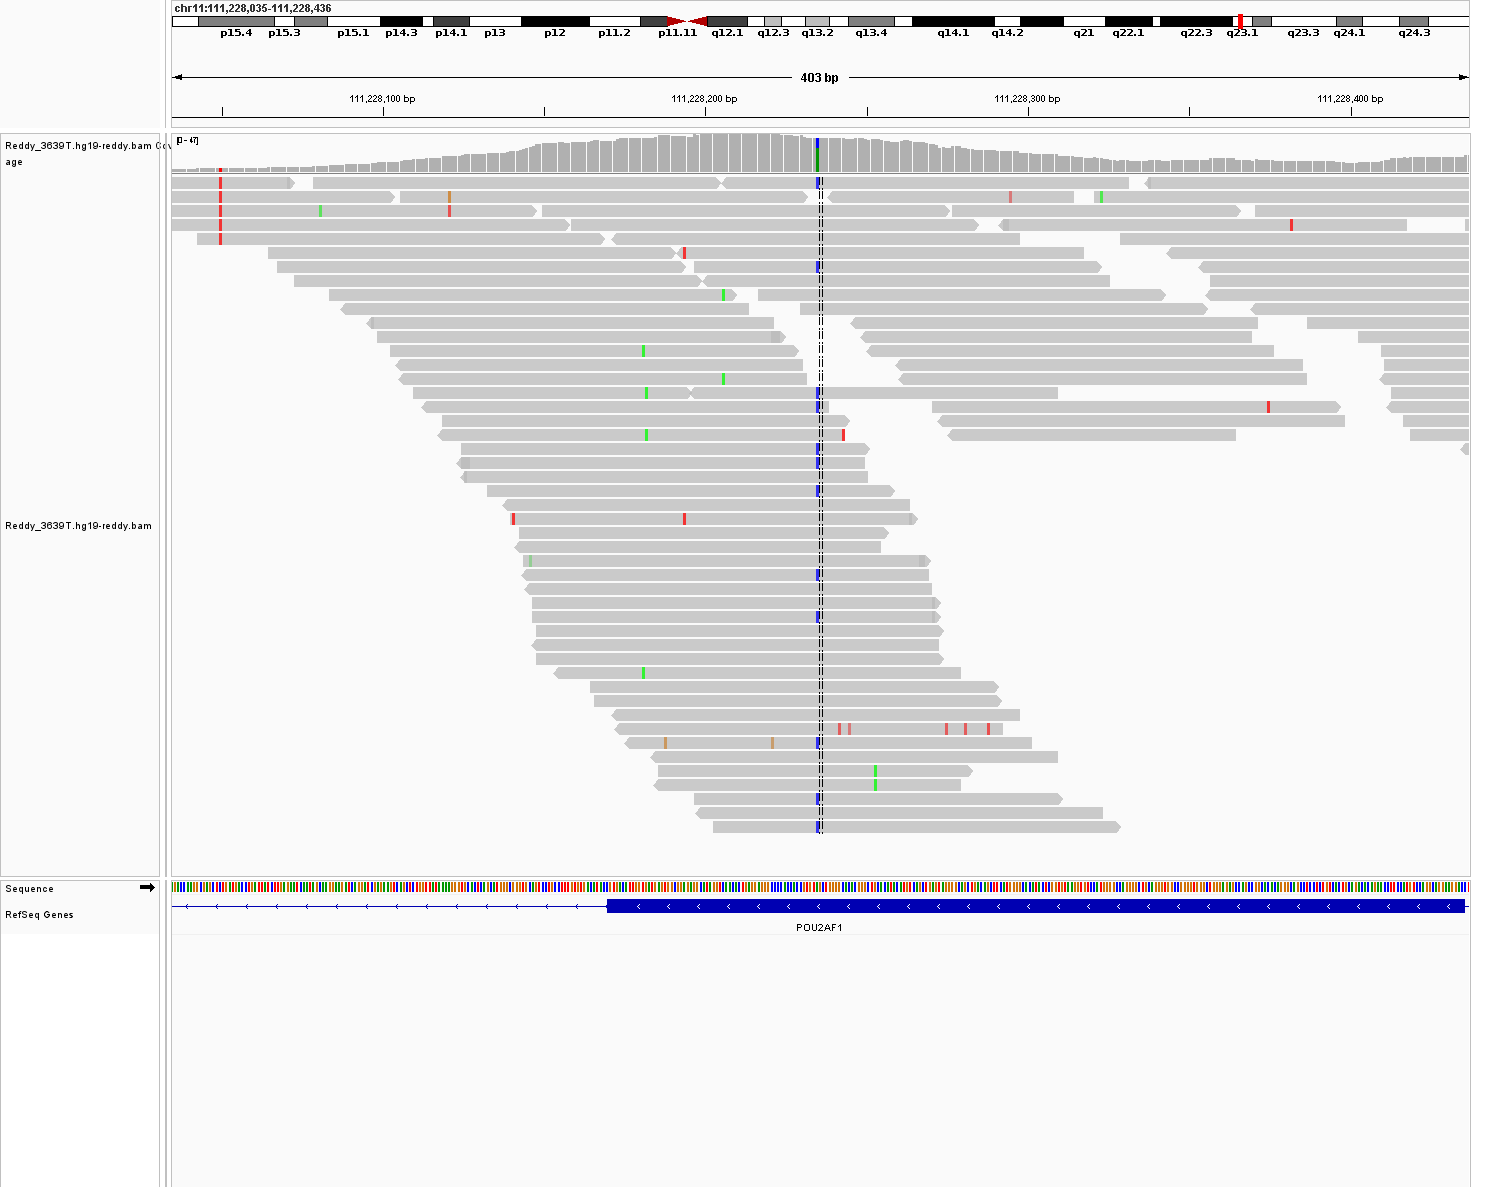 chr11:111,228,035-111,228,436
p15.4 p15.3 p15.1 p14.3 p14.1 p13 p12 p11.2 p11.11 q12.1 q12.3 q13.2 q13.4 q14.1 q14.2 q21 q22.1 q22.3 q23.1 q23.3 q24.1 q24.3
403 bp
111,228,100 bp 111,228,200 bp 111,228,300 bp 111,228,400 bp
Reddy_3639T.hg19-reddy.bam Cov
age
[0 - 47]
Reddy_3639T.hg19-reddy.bam
Sequence
RefSeq Genes
POU2AF1